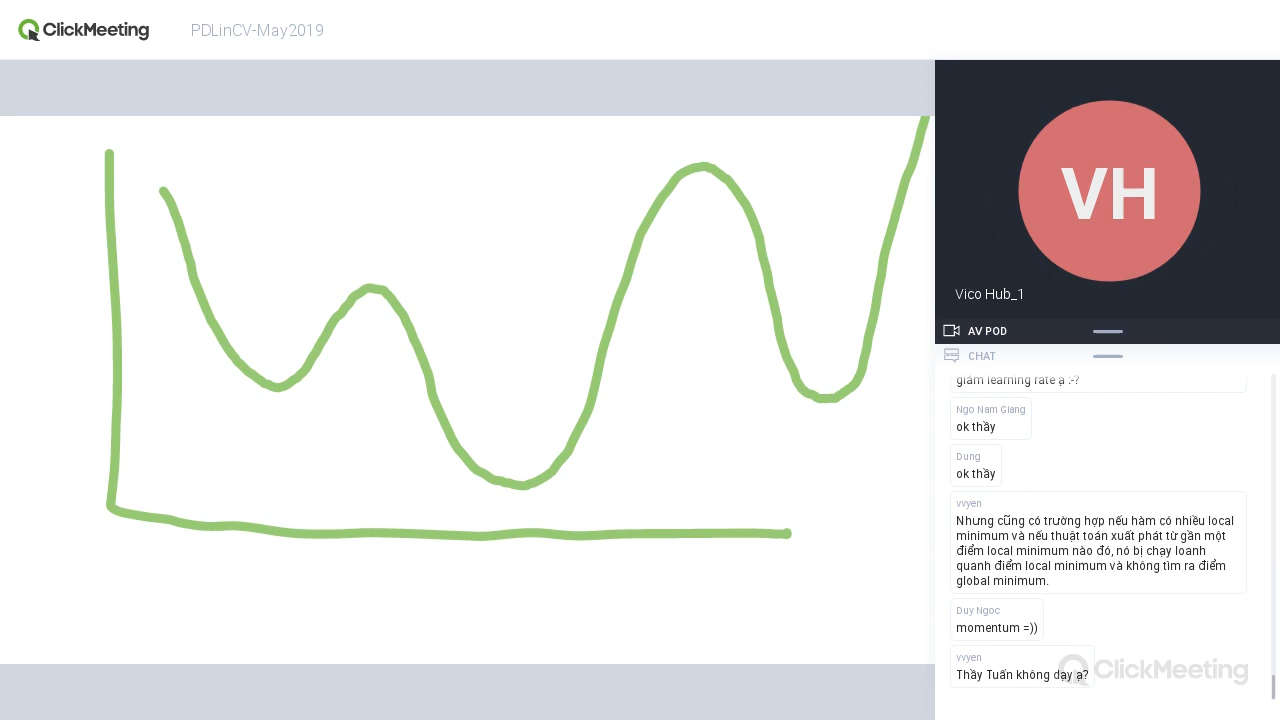 ClickMeeting
PDLinCV-May2019
VH
Vico Hub_1
AV POD
CHAT
giảm learning rate ạ :-?
Ngo Nam Giang
ok thầy
Dung
ok thầy
vvyen
Nhưng cũng có trường hợp nếu hàm có nhiều local
minimum và nếu thuật toán xuất phát từ gần một
điểm local minimum nào đó, nó bị chạy loanh
quanh điểm local minimum và không tìm ra điểm
global minimum.
Duy Ngoc
momentum =))
vvyen
Thầy Tuấn không dạy ạ?
ClickMeeting